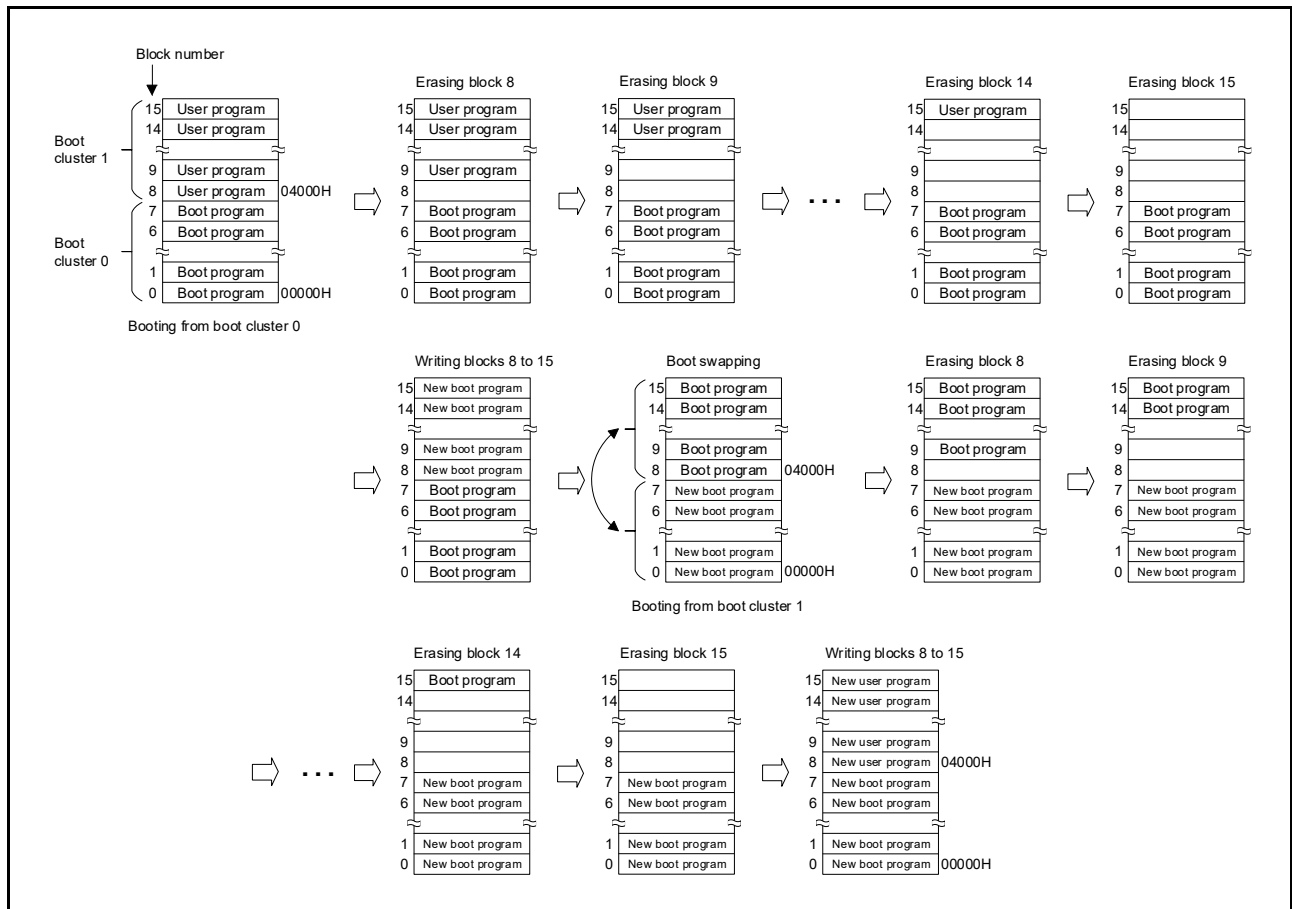 Block number
15 User program
14 User program
9 User program
8 User program 04000H
7 Boot program
6 Boot program
1 Boot program
0 Boot program 00000H
Boot
cluster 1
Boot
cluster 0
Booting from boot cluster 0
Erasing block 8
15 User program
14 User program
9 User program
8
7 Boot program
6 Boot program
1 Boot program
0 Boot program
Erasing block 9
15 User program
14 User program
9
8
7 Boot program
6 Boot program
1 Boot program
0 Boot program
...
Erasing block 14
15 User program
14
9
8
7 Boot program
6 Boot program
1 Boot program
0 Boot program
Erasing block 15
15
14
9
8
7 Boot program
6 Boot program
1 Boot program
0 Boot program
Writing blocks 8 to 15
15 New boot program
14 New boot program
9 New boot program
8 New boot program
7 Boot program
6 Boot program
1 Boot program
0 Boot program
Boot swapping
15 Boot program
14 Boot program
9 Boot program
8 Boot program 04000H
7 New boot program
6 New boot program
1 New boot program
0 New boot program 00000H
Booting from boot cluster 1
Erasing block 8
15 Boot program
14 Boot program
9 Boot program
8
7 New boot program
6 New boot program
1 New boot program
0 New boot program
Erasing block 9
15 Boot program
14 Boot program
9
8
7 New boot program
6 New boot program
1 New boot program
0 New boot program
...
Erasing block 14
15 Boot program
14
9
8
7 New boot program
6 New boot program
1 New boot program
0 New boot program
Erasing block 15
15
14
9
8
7 New boot program
6 New boot program
1 New boot program
0 New boot program
Writing blocks 8 to 15
15 New user program
14 New user program
9 New user program
8 New user program 04000H
7 New boot program
6 New boot program
1 New boot program
0 New boot program 00000H